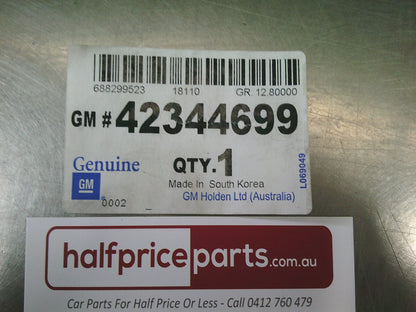 688299523 18110 GR. 12.80000
GM # 42344699
Genuine QTY. 1
GM
Made In South Korea
GM Holden Ltd (Australia)
0002
L069049
halfpriceparts.com.au
Car Parts For Half Price Or Less - Call 0412 760 479